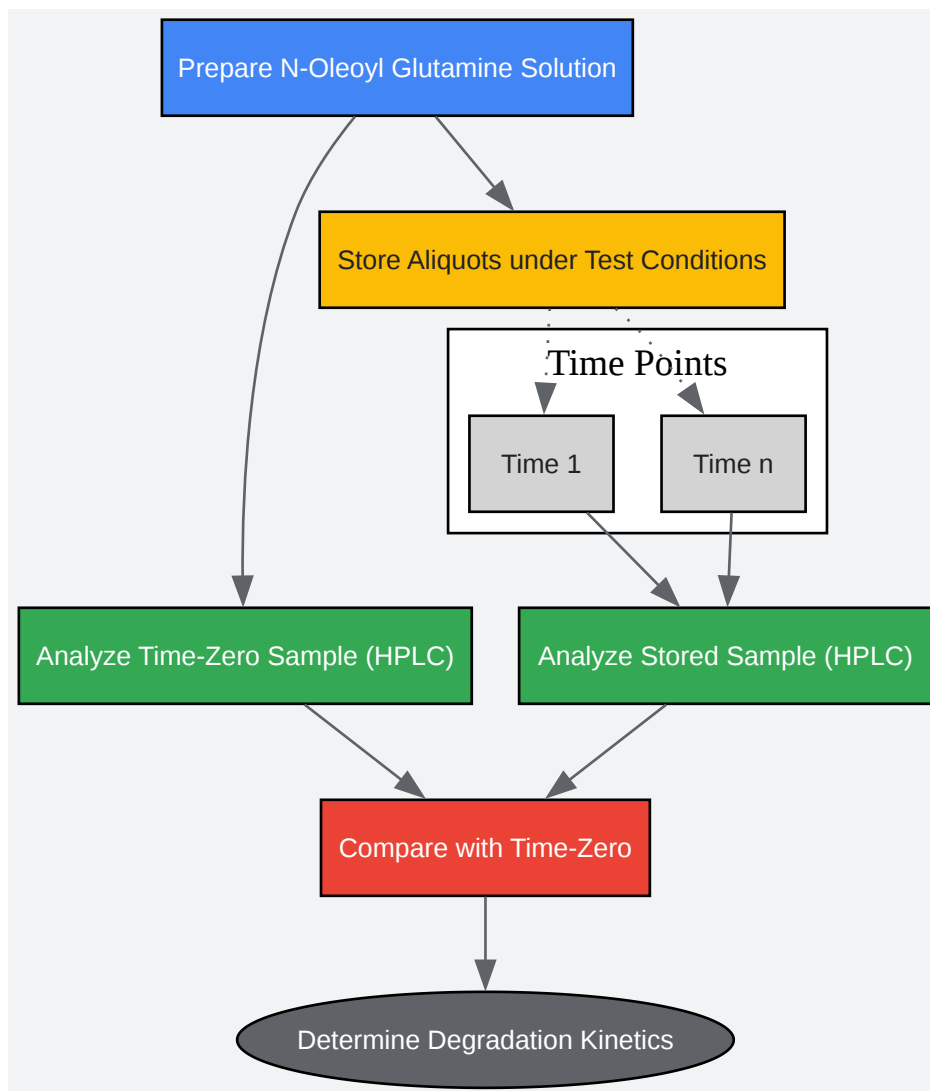 Prepare N-Oleoyl Glutamine Solution
Store Aliquots under Test Conditions
Time Points
Time 1
Time n
Analyze Time-Zero Sample (HPLC)
Analyze Stored Sample (HPLC)
Compare with Time-Zero
Determine Degradation Kinetics